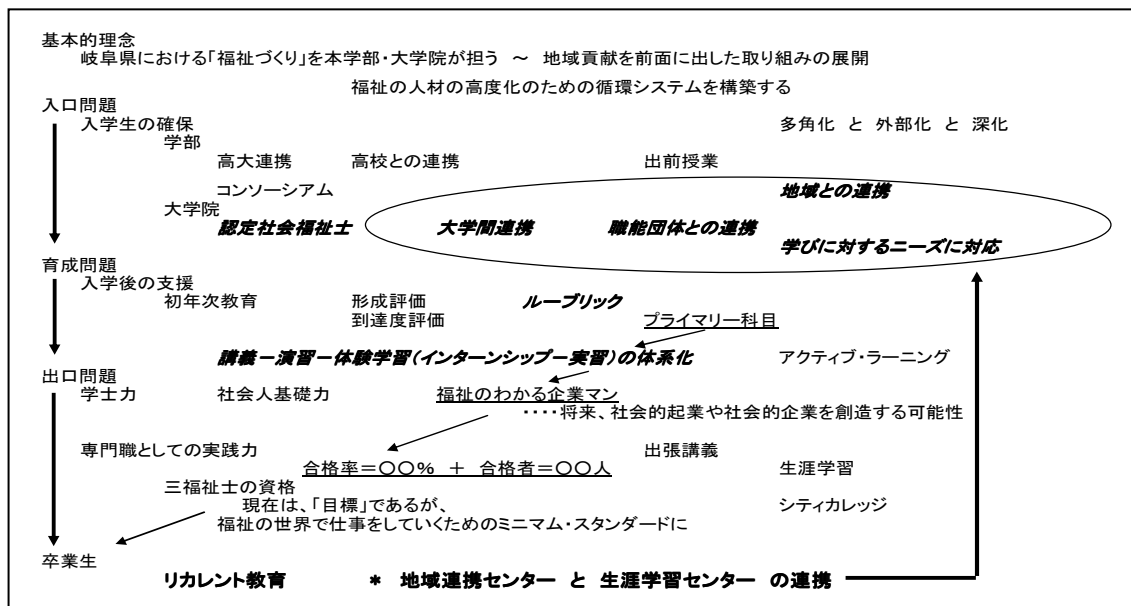 基本的理念
岐阜県における「福祉づくり」を本学部・大学院が担う ～ 地域貢献を前面に出した取り組みの展開
福祉の人材の高度化のための循環システムを構築する
入口問題
入学生の確保 多角化 と 外部化 と 深化
学部
高大連携 高校との連携 出前授業
コンソーシアム 地域との連携
大学院
認定社会福祉士 大学間連携 職能団体との連携
学びに対するニーズに対応
育成問題
入学後の支援
初年次教育 形成評価 ルーブリック
到達度評価 プライマリー科目
講義－演習－体験学習（インターンシップ－実習）の体系化 アクティブ・ラーニング
出口問題
学士力 社会人基礎力 福祉のわかる企業マン
････将来、社会的起業や社会的企業を創造する可能性
専門職としての実践力 出張講義
合格率＝〇〇％ ＋ 合格者＝〇〇人 生涯学習
三福祉士の資格
現在は、「目標」であるが、 シティカレッジ
福祉の世界で仕事をしていくためのミニマム・スタンダードに
卒業生
リカレント教育 * 地域連携センター と 生涯学習センター の連携